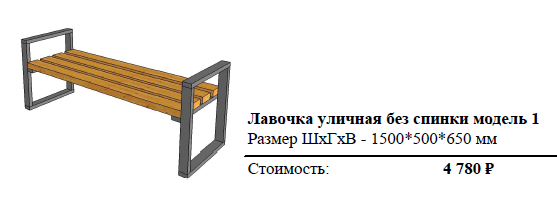 Лавочка уличная без спинки модель 1
Размер ШхГхВ - 1500*500*650 мм
Стоимость: 4 780 ₽